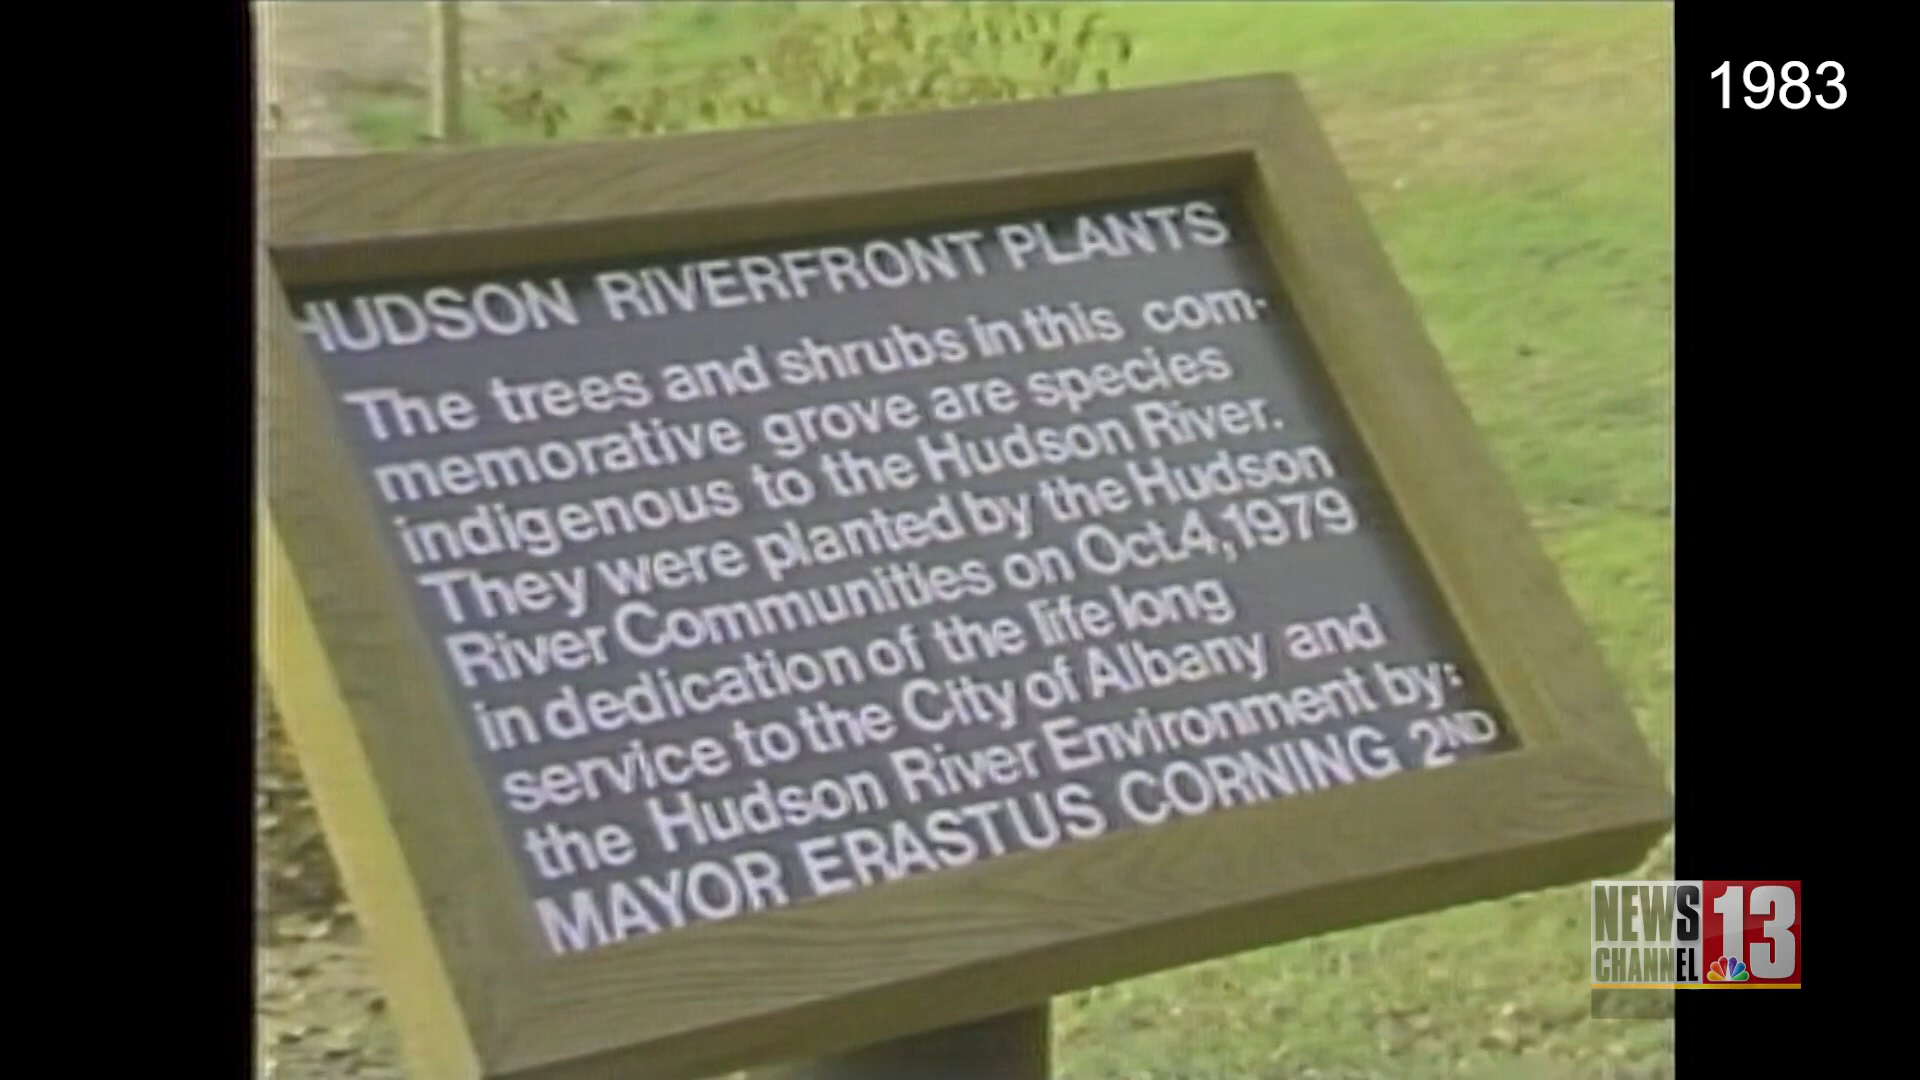 1983
HUDSON RIVERFRONT PLANTS
The trees and shrubs in this com-
memorative grove are species
indigenous to the Hudson River.
They were planted by the Hudson
River Communities on Oct.4,1979
in dedication of the life long
service to the City of Albany and
the Hudson River Environment by:
MAYOR ERASTUS CORNING 2ND
NEWS
CHANNEL
13